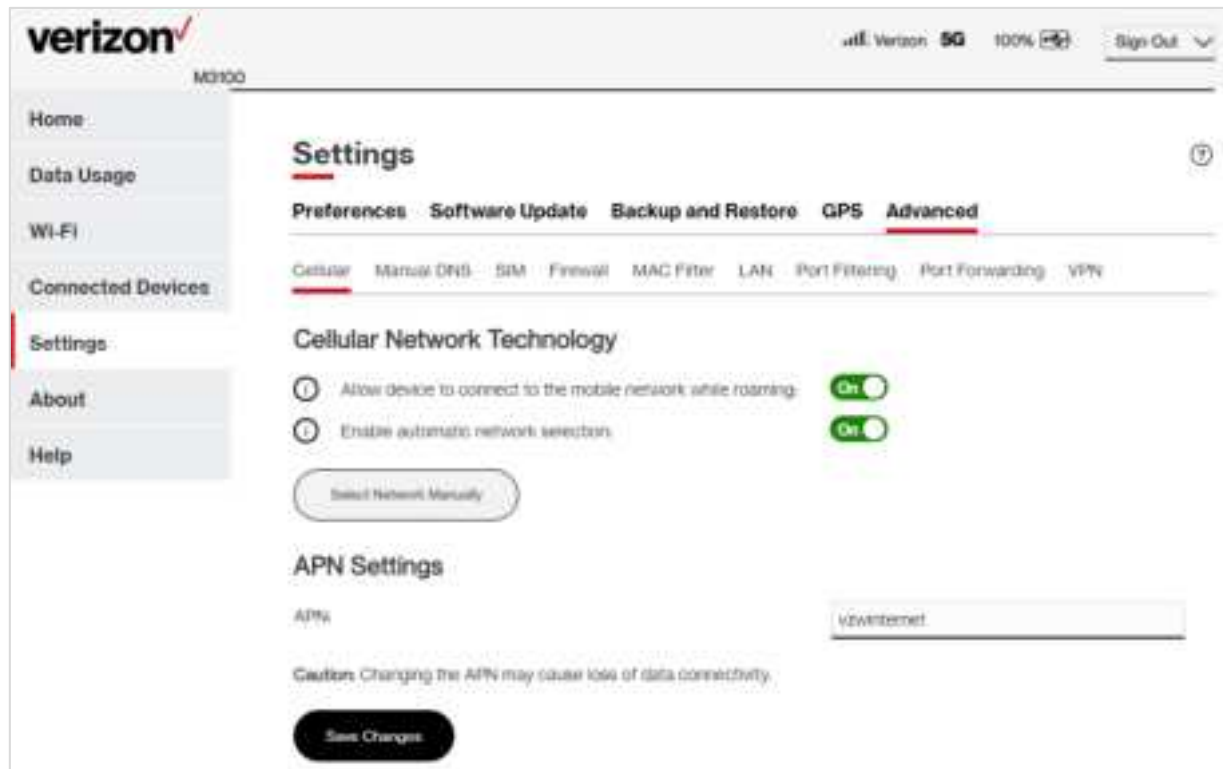 verizon
Verizon 5G 100% Sign Out
M3100
Home
Data Usage
Wi-Fi
Connected Devices
Settings
About
Help
Settings
Preferences Software Update Backup and Restore GPS Advanced
Cellular Manual DNS SIM Firewall MAC Filter LAN Port Filtering Port Forwarding VPN
Cellular Network Technology
Allow device to connect to the mobile network while roaming: On
Enable automatic network selection: On
Select Network Manually
APN Settings
APN:
vzwinternet
Caution: Changing the APN may cause loss of data connectivity.
Save Changes